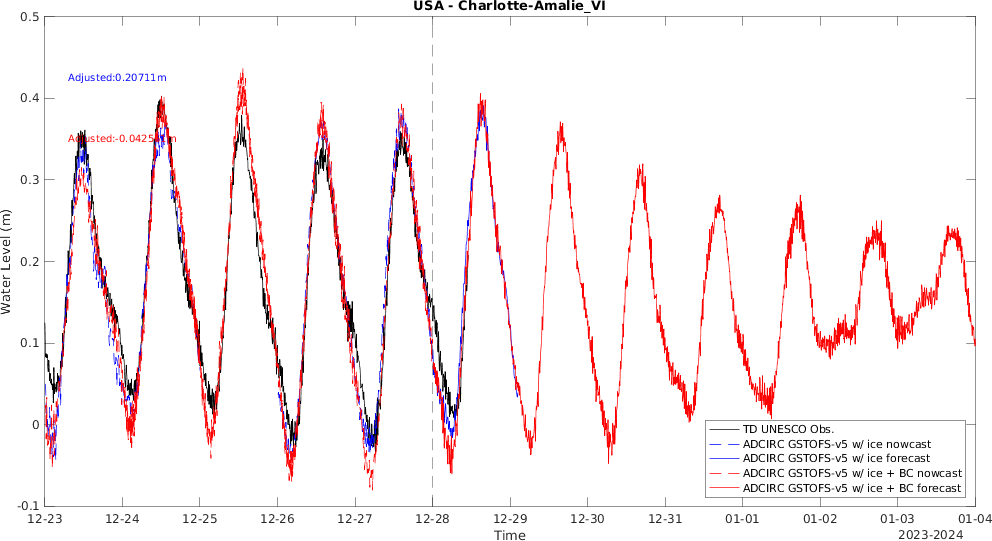 USA - Charlotte-Amalie_VI
0.5
0.4
0.3
0.2
0.1
0
-0.1
Water Level (m)
Adjusted:0.20711m
Adjusted:-0.0425 m
TD UNESCO Obs.
ADCIRC GSTOFS-v5 w/ ice nowcast
ADCIRC GSTOFS-v5 w/ ice forecast
ADCIRC GSTOFS-v5 w/ ice + BC nowcast
ADCIRC GSTOFS-v5 w/ ice + BC forecast
12-23 12-24 12-25 12-26 12-27 12-28 12-29 12-30 12-31 01-01 01-02 01-03 01-04
Time
2023-2024